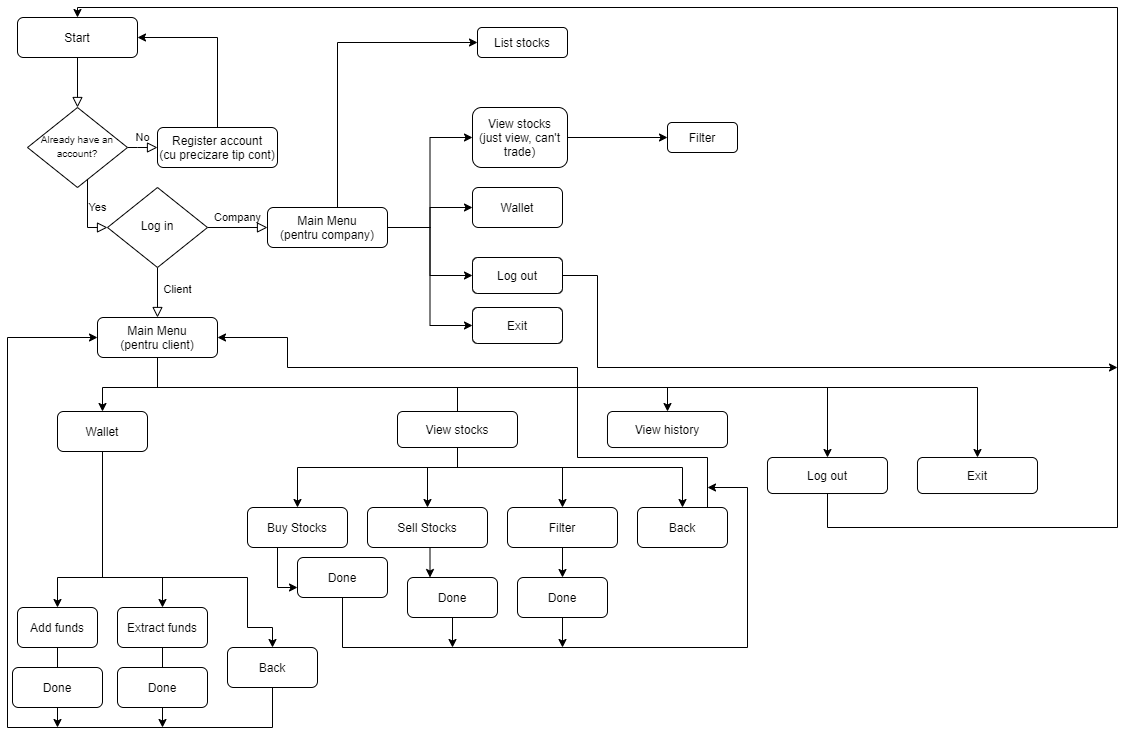 Start
List stocks
Already have an
account?
No
Register account
(cu precizare tip cont)
View stocks
(just view, can't
trade)
Filter
Yes
Log in
Company
Main Menu
(pentru company)
Wallet
Log out
Client
Exit
Main Menu
(pentru client)
Wallet
View stocks
View history
Log out
Exit
Buy Stocks
Sell Stocks
Filter
Back
Done
Done
Done
Add funds
Extract funds
Back
Done
Done